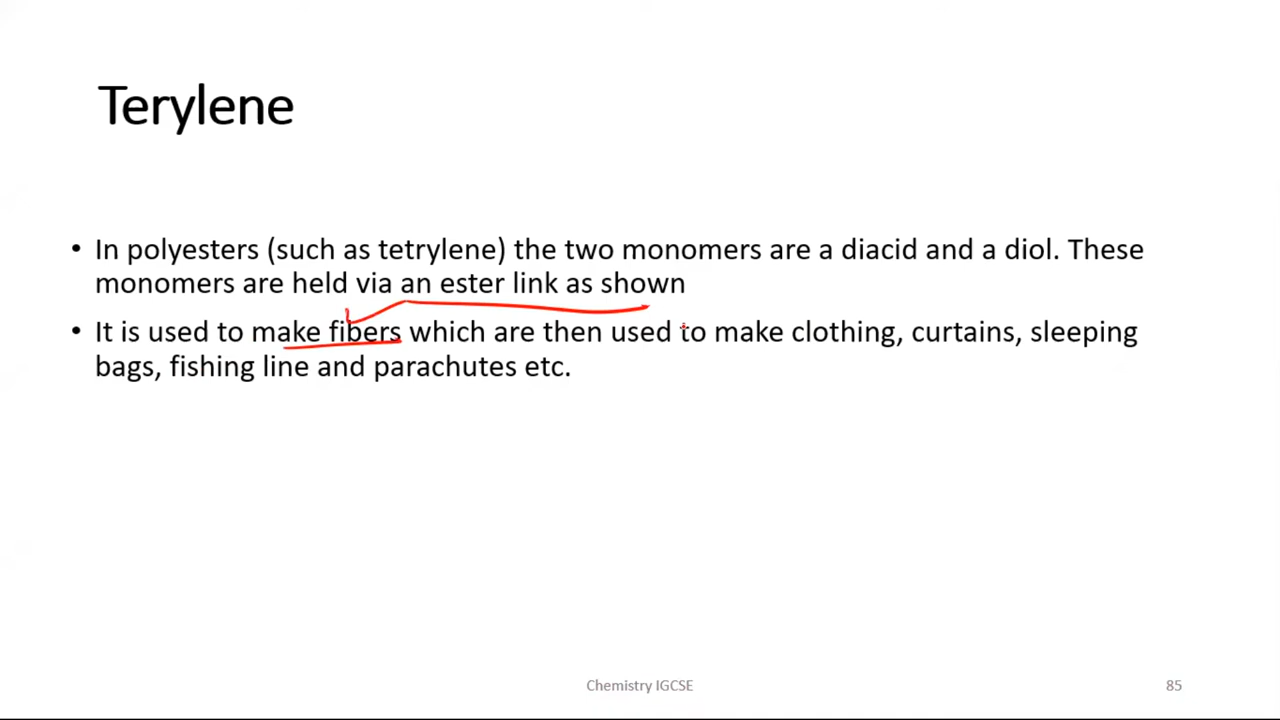 Terylene
• In polyesters (such as tetrylene) the two monomers are a diacid and a diol. These
monomers are held via an ester link as shown
• It is used to make fibers which are then used to make clothing, curtains, sleeping
bags, fishing line and parachutes etc.
Chemistry IGCSE
85